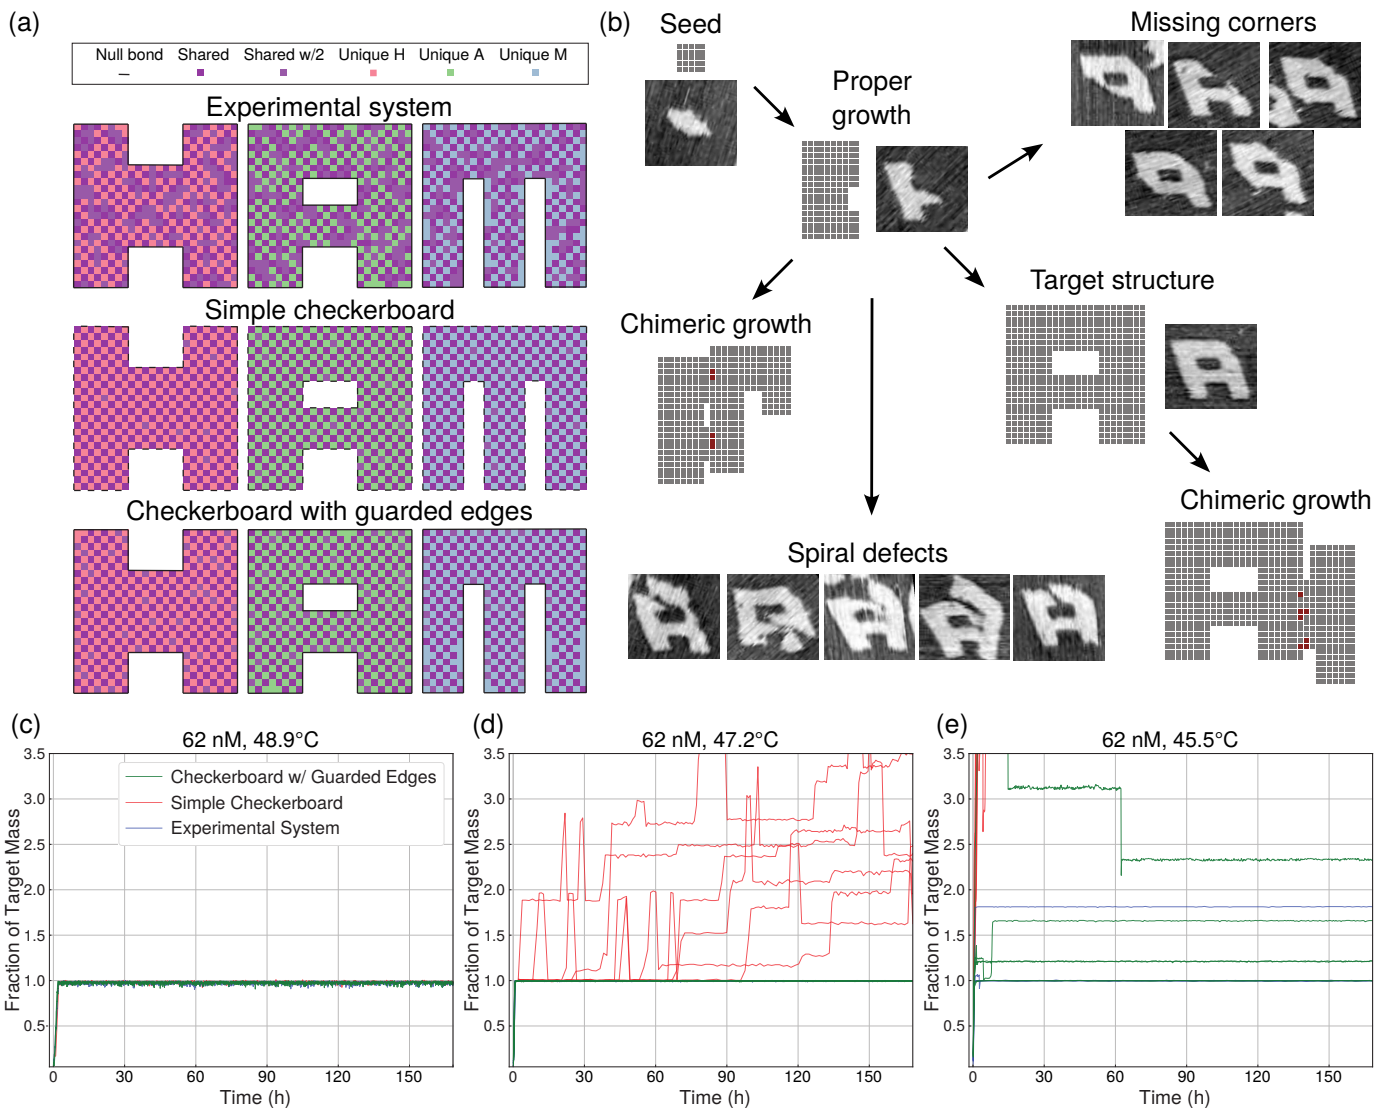 (a)
Null bond Shared Shared w/2 Unique H Unique A Unique M
Experimental system
Simple checkerboard
Checkerboard with guarded edges
(b)
Seed
Proper
growth
Missing corners
Target structure
Chimeric growth
Chimeric growth
Spiral defects
(c)
62 nM, 48.9°C
Checkerboard w/ Guarded Edges
Simple Checkerboard
Experimental System
Fraction of Target Mass
3.5
3.0
2.5
2.0
1.5
1.0
0.5
0 30 60 90 120 150
Time (h)
(d)
62 nM, 47.2°C
Fraction of Target Mass
3.5
3.0
2.5
2.0
1.5
1.0
0.5
0 30 60 90 120 150
Time (h)
(e)
62 nM, 45.5°C
Fraction of Target Mass
3.5
3.0
2.5
2.0
1.5
1.0
0.5
0 30 60 90 120 150
Time (h)